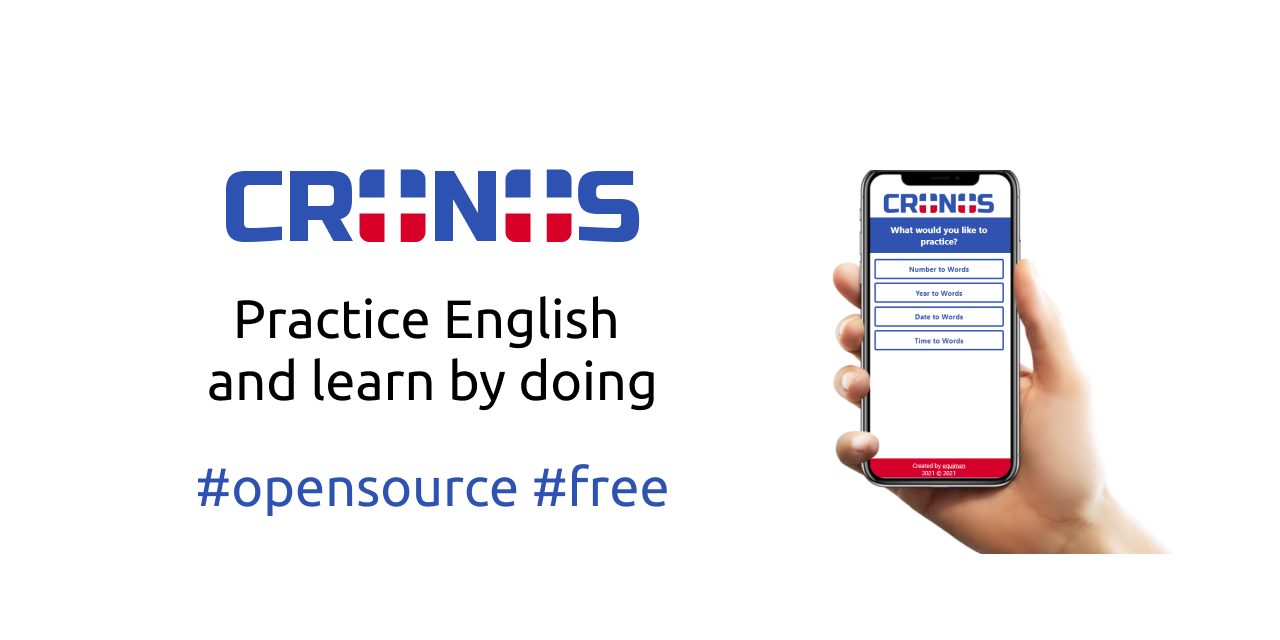 CRONOS
Practice English
and learn by doing
#opensource #free
CRONOS
What would you like to
practice?
Number to Words
Year to Words
Date to Words
Time to Words
Created by equiman
2021 © 2021